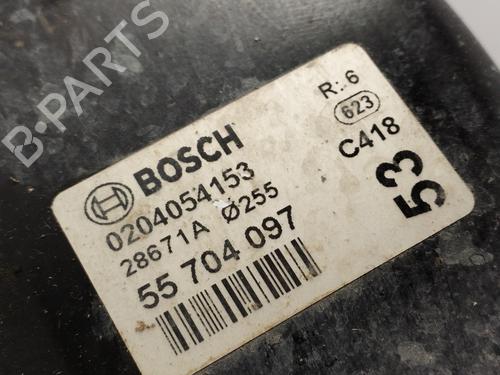 B-PARTS
R: 6
623
C418
53
BOSCH
0204054153
28671A Ø255
55 704 097